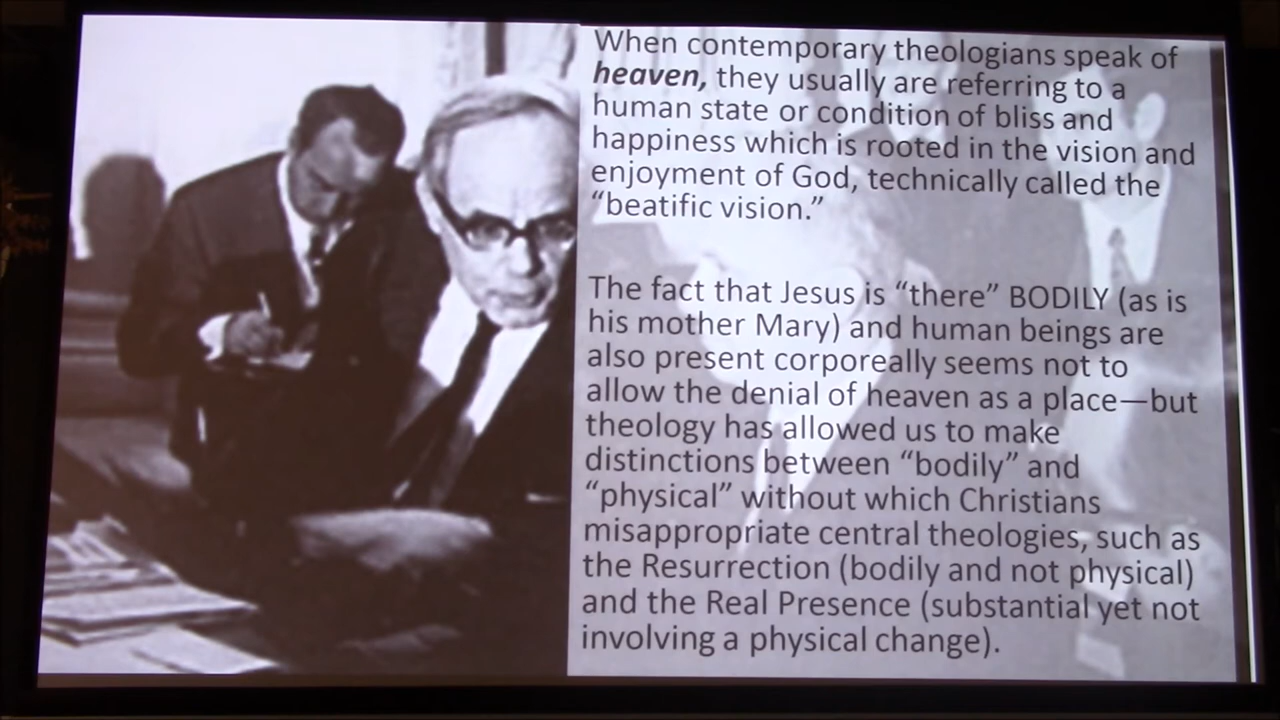 When contemporary theologians speak of
heaven, they usually are referring to a
human state or condition of bliss and
happiness which is rooted in the vision and
enjoyment of God, technically called the
“beatific vision.”
The fact that Jesus is “there” BODILY (as is
his mother Mary) and human beings are
also present corporeally seems not to
allow the denial of heaven as a place—but
theology has allowed us to make
distinctions between “bodily” and
“physical” without which Christians
misappropriate central theologies, such as
the Resurrection (bodily and not physical)
and the Real Presence (substantial yet not
involving a physical change).